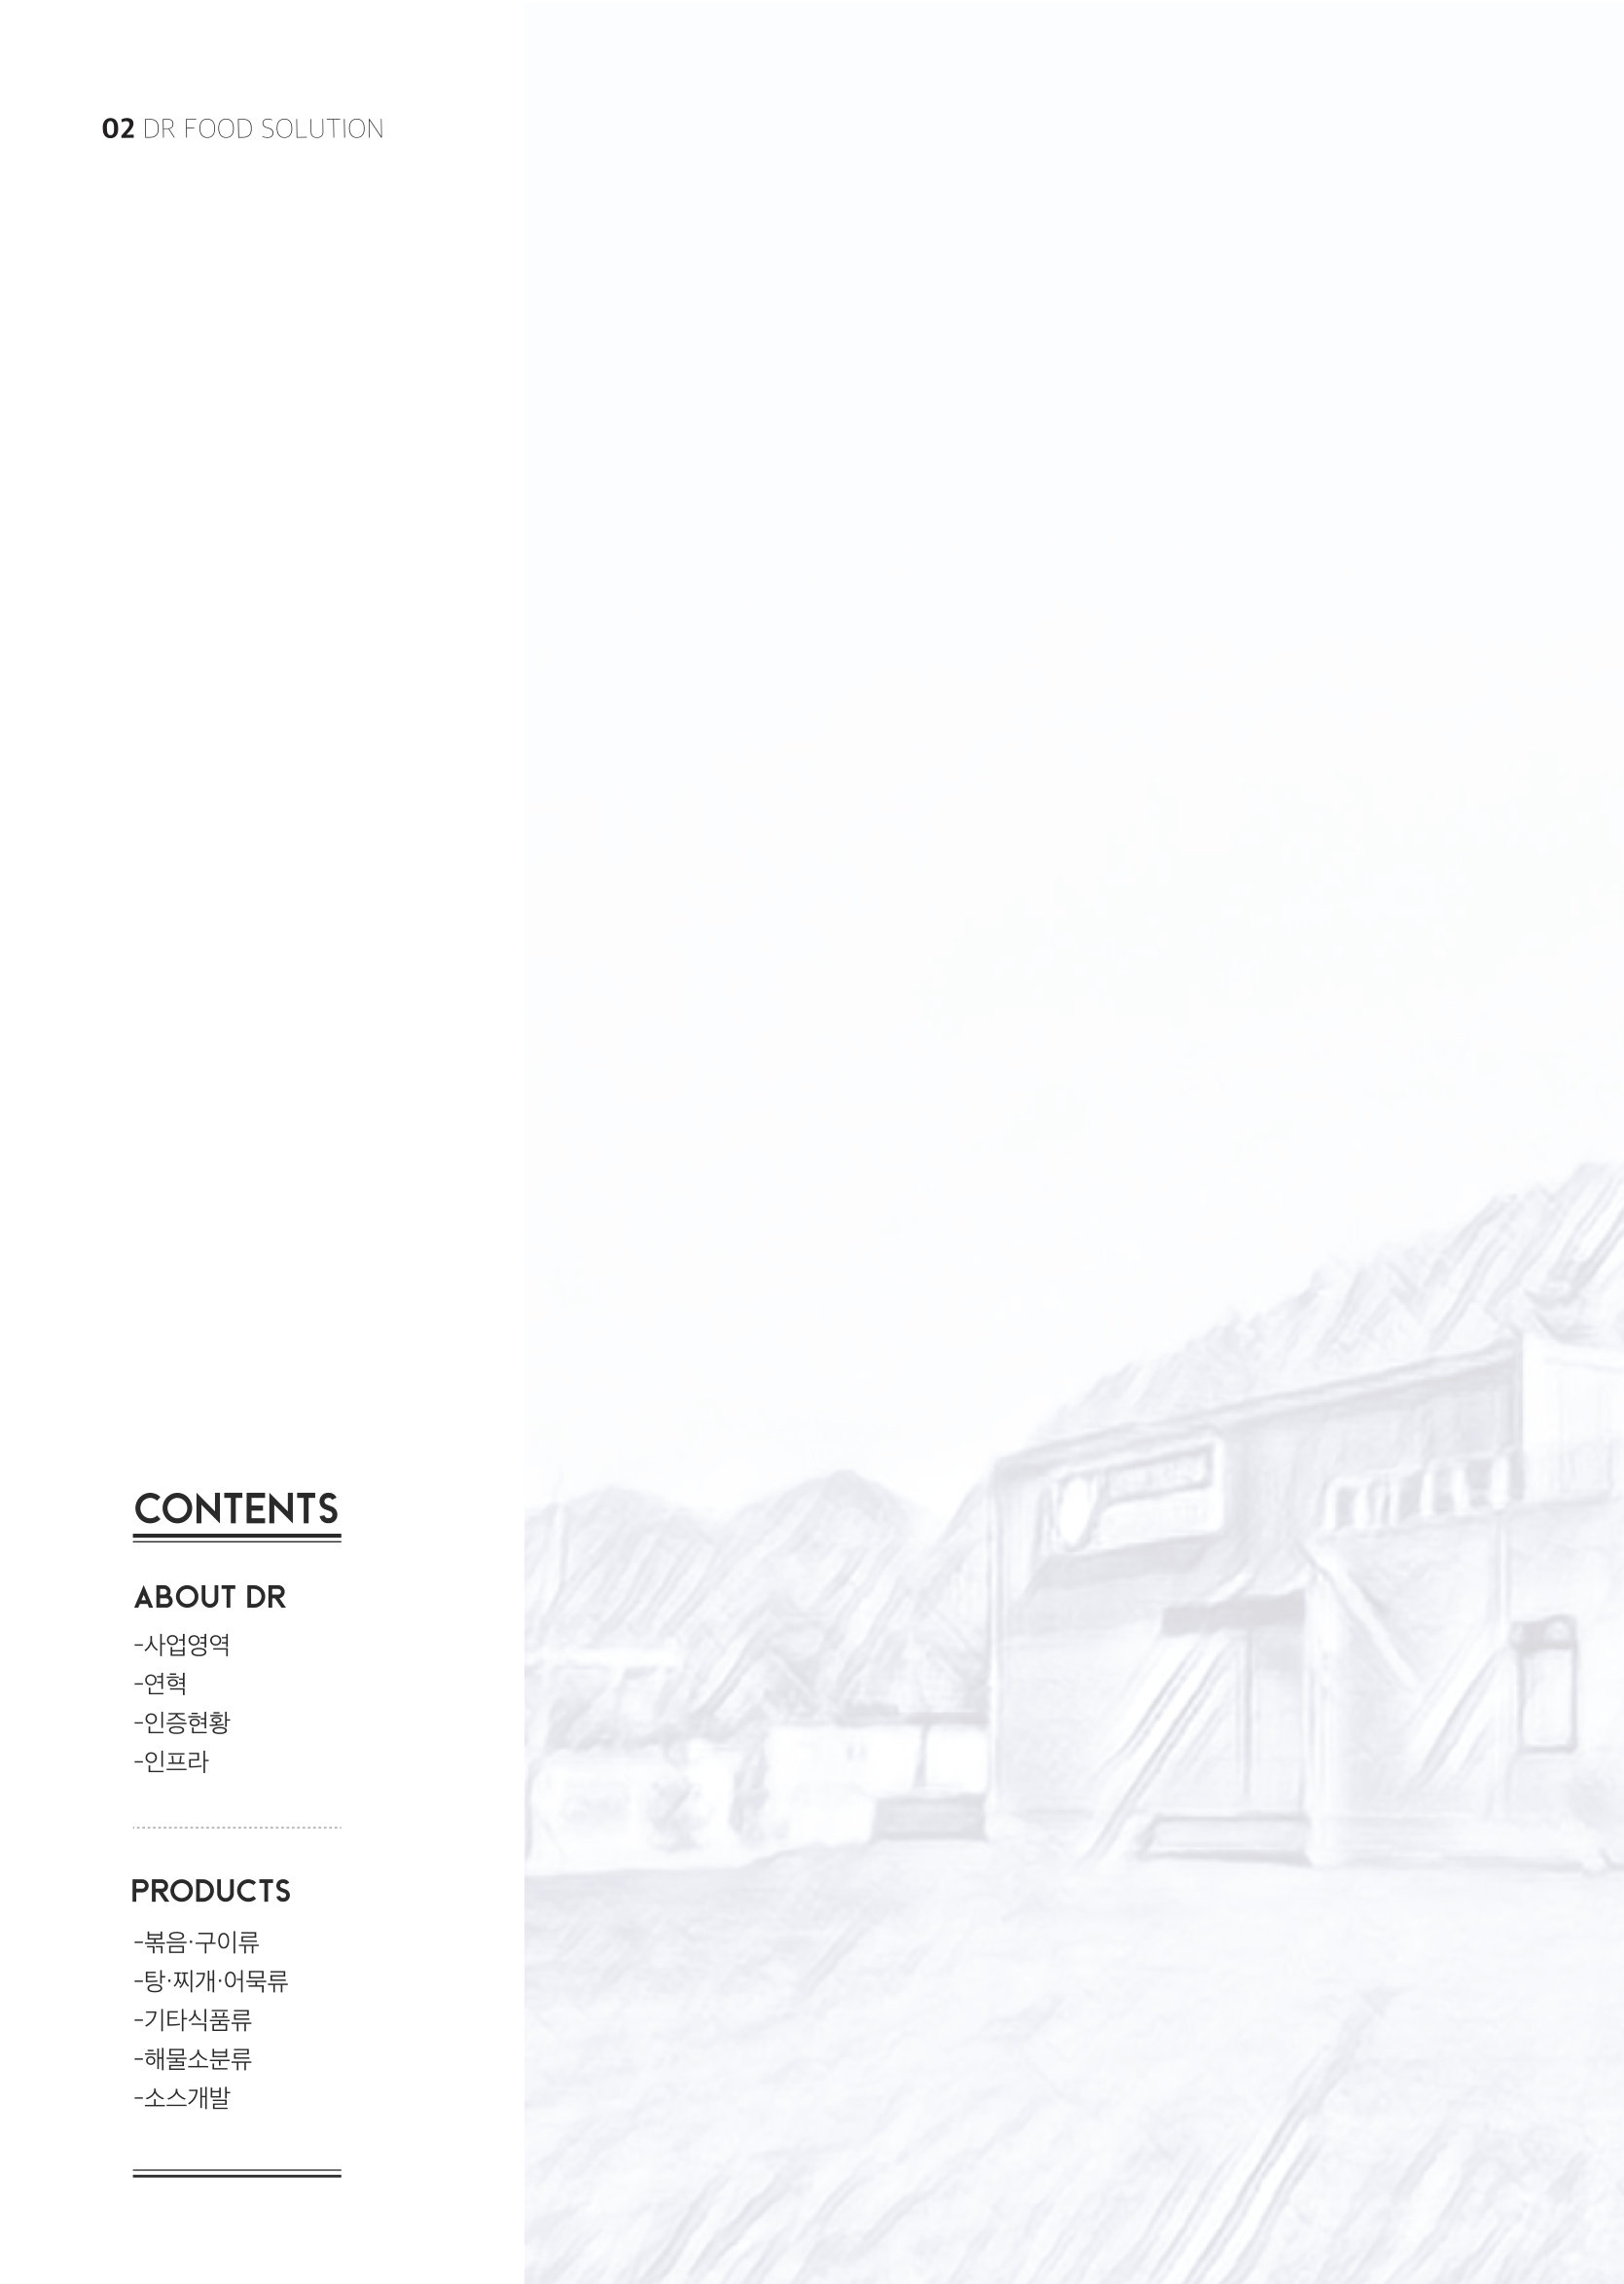 02 DR FOOD SOLUTION
CONTENTS
ABOUT DR
-사업영역
-연혁
-인증현황
-인프라
PRODUCTS
-볶음·구이류
-탕·찌개·어묵류
-기타식품류
-해물소분류
-소스개발